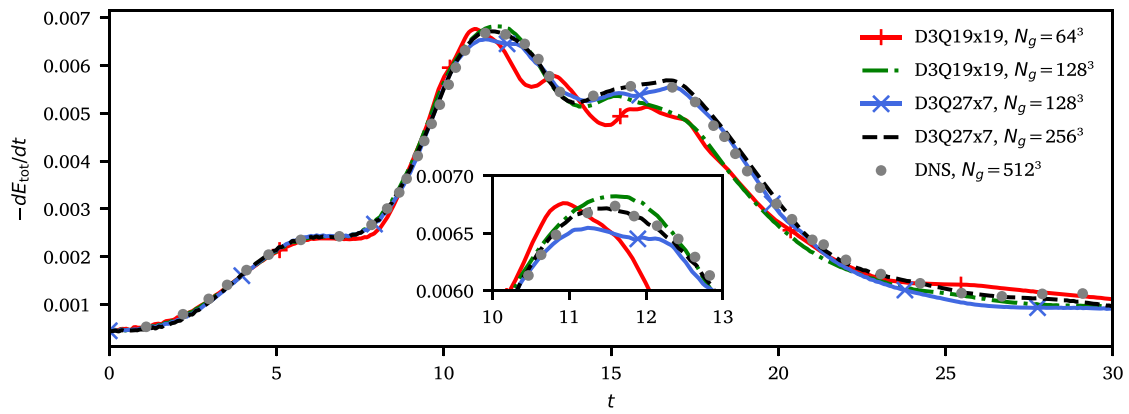 0.007
0.006
0.005
0.004
0.003
0.002
0.001
−dE_tot/dt
0 5 10 15 20 25 30
t
D3Q19x19, N_g = 64³
D3Q19x19, N_g = 128³
D3Q27x7, N_g = 128³
D3Q27x7, N_g = 256³
DNS, N_g = 512³
0.0070
0.0065
0.0060
10 11 12 13